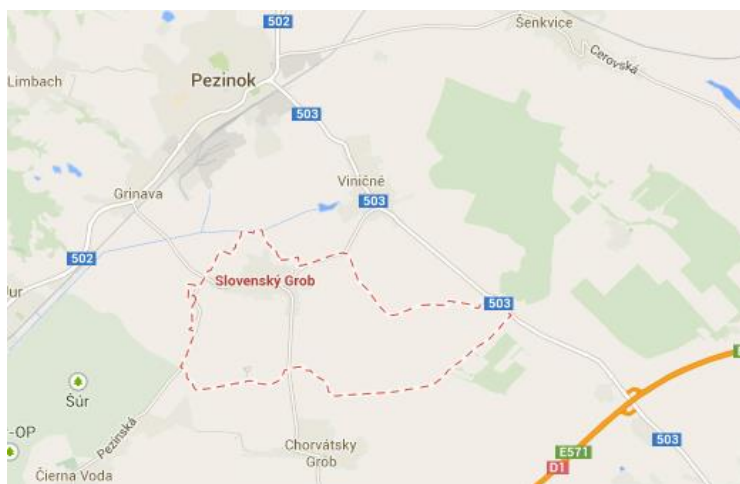 502
Šenkvice
Limbach
Pezinok
Cerovská
503
Viničné
Grinava
503
502
Slovenský Grob
503
Šúr
Pezinská
503
Chorvátsky
Grob
E571
D1
Čierna Voda